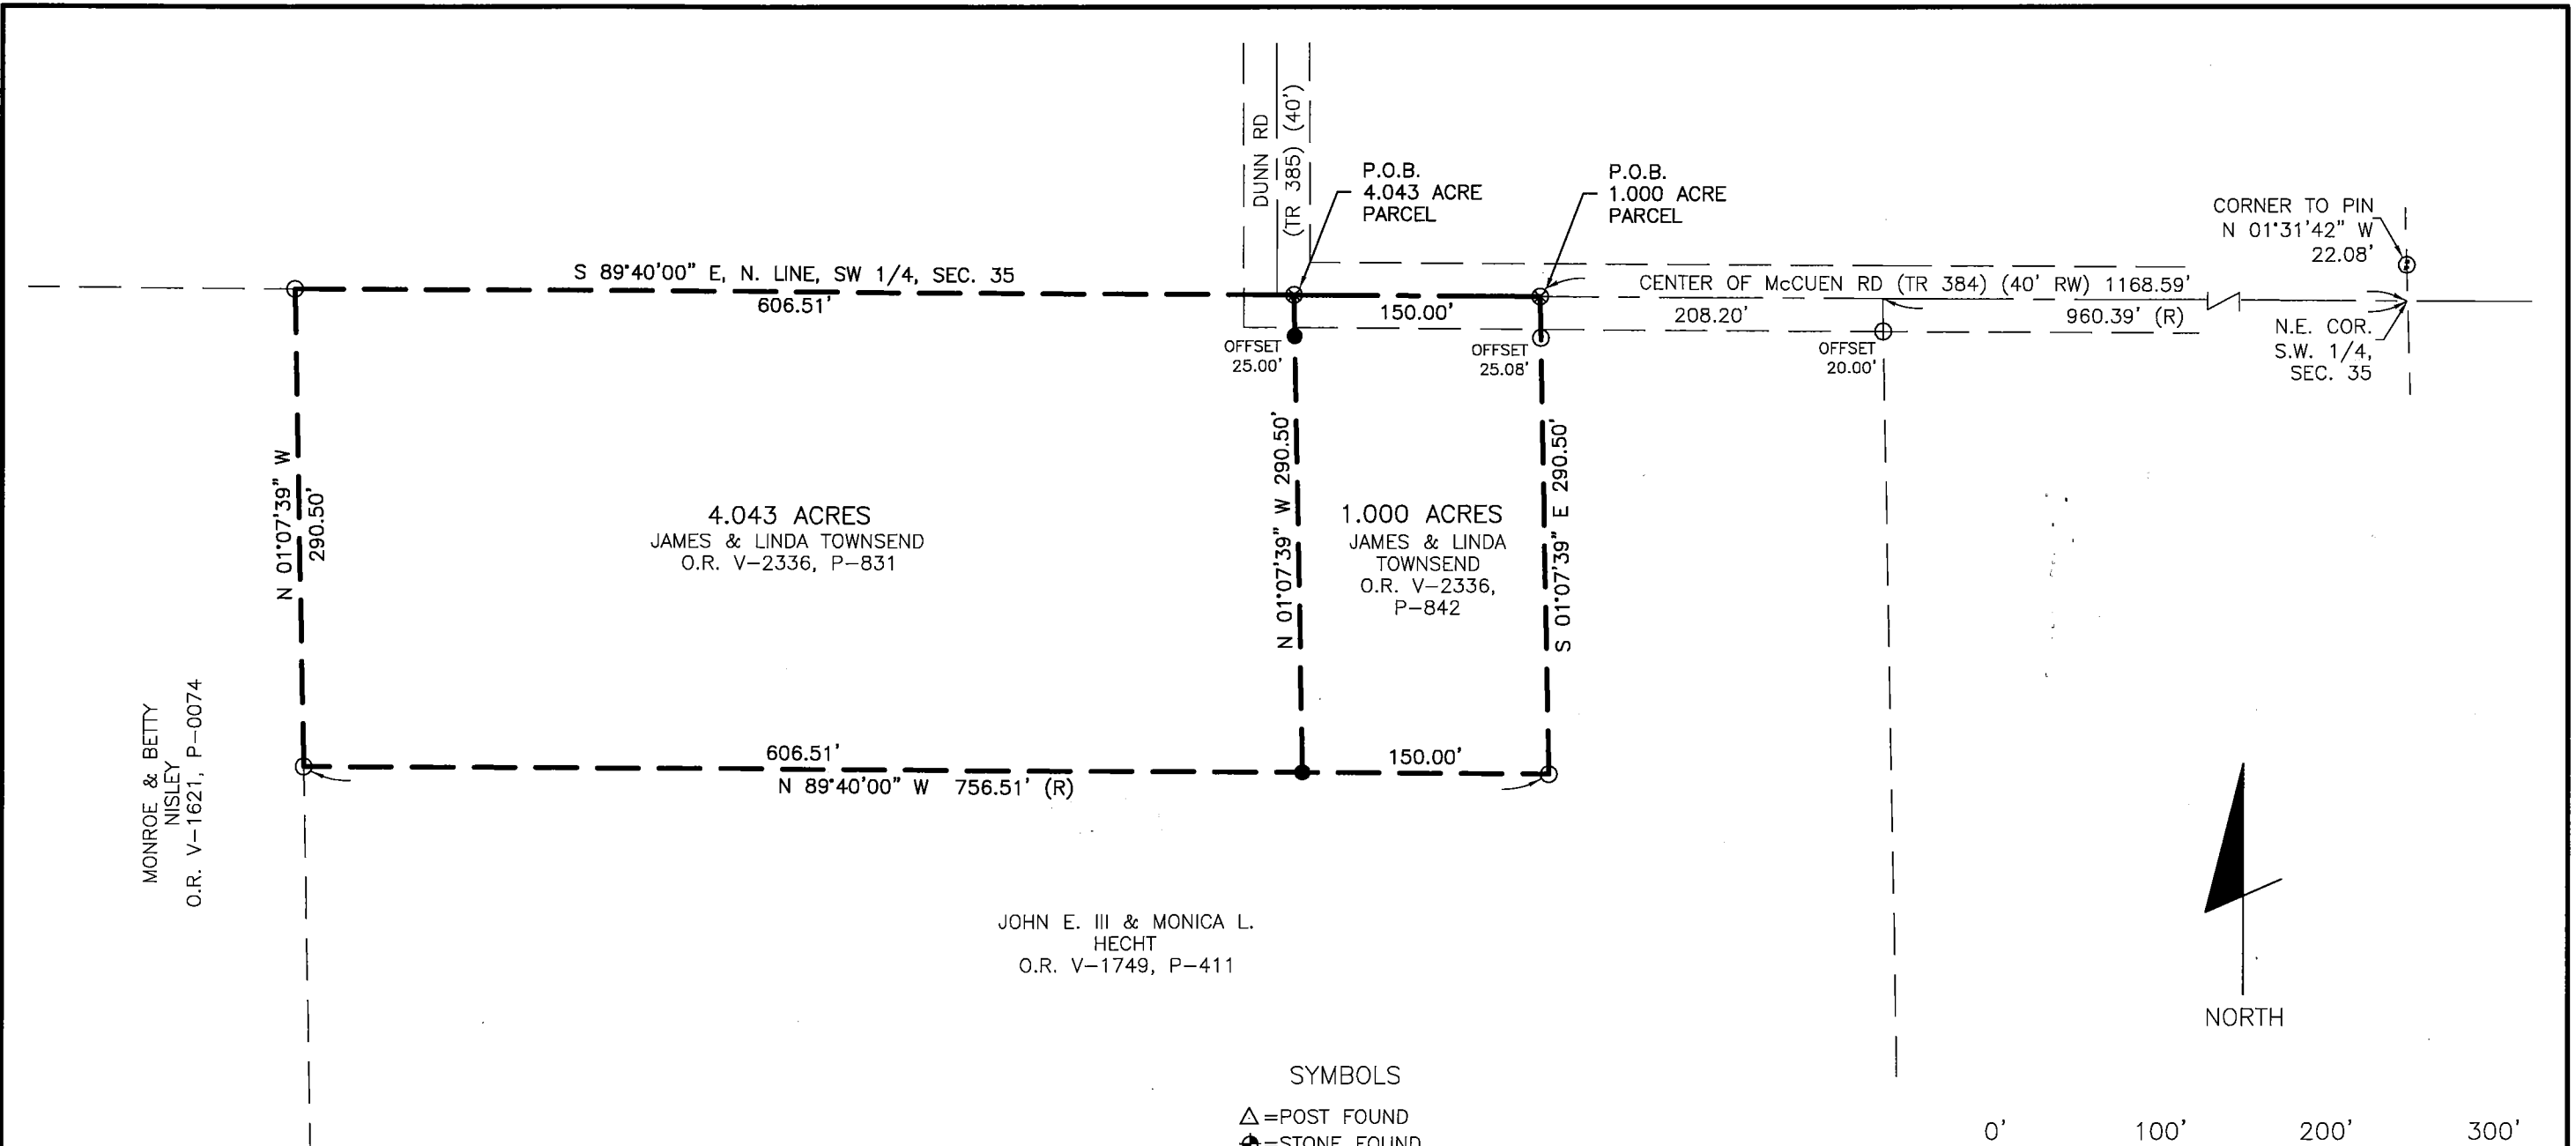 DUNN RD
(TR 385) (40')
P.O.B.
4.043 ACRE
PARCEL
P.O.B.
1.000 ACRE
PARCEL
CORNER TO PIN
N 01°31'42" W
22.08'
S 89°40'00" E, N. LINE, SW 1/4, SEC. 35
606.51'
150.00'
CENTER OF McCUEN RD (TR 384) (40' RW) 1168.59'
208.20'
960.39' (R)
N.E. COR.
S.W. 1/4,
SEC. 35
OFFSET
25.00'
OFFSET
25.08'
OFFSET
20.00'
N 01°07'39" W
290.50'
4.043 ACRES
JAMES & LINDA TOWNSEND
O.R. V-2336, P-831
N 01°07'39" W 290.50'
1.000 ACRES
JAMES & LINDA
TOWNSEND
O.R. V-2336,
P-842
S 01°07'39" E 290.50'
606.51'
N 89°40'00" W 756.51' (R)
150.00'
MONROE & BETTY
NISLEY
O.R. V-1621, P-0074
JOHN E. III & MONICA L.
HECHT
O.R. V-1749, P-411
NORTH
SYMBOLS
=POST FOUND
=STONE FOUND
0' 100' 200' 300'